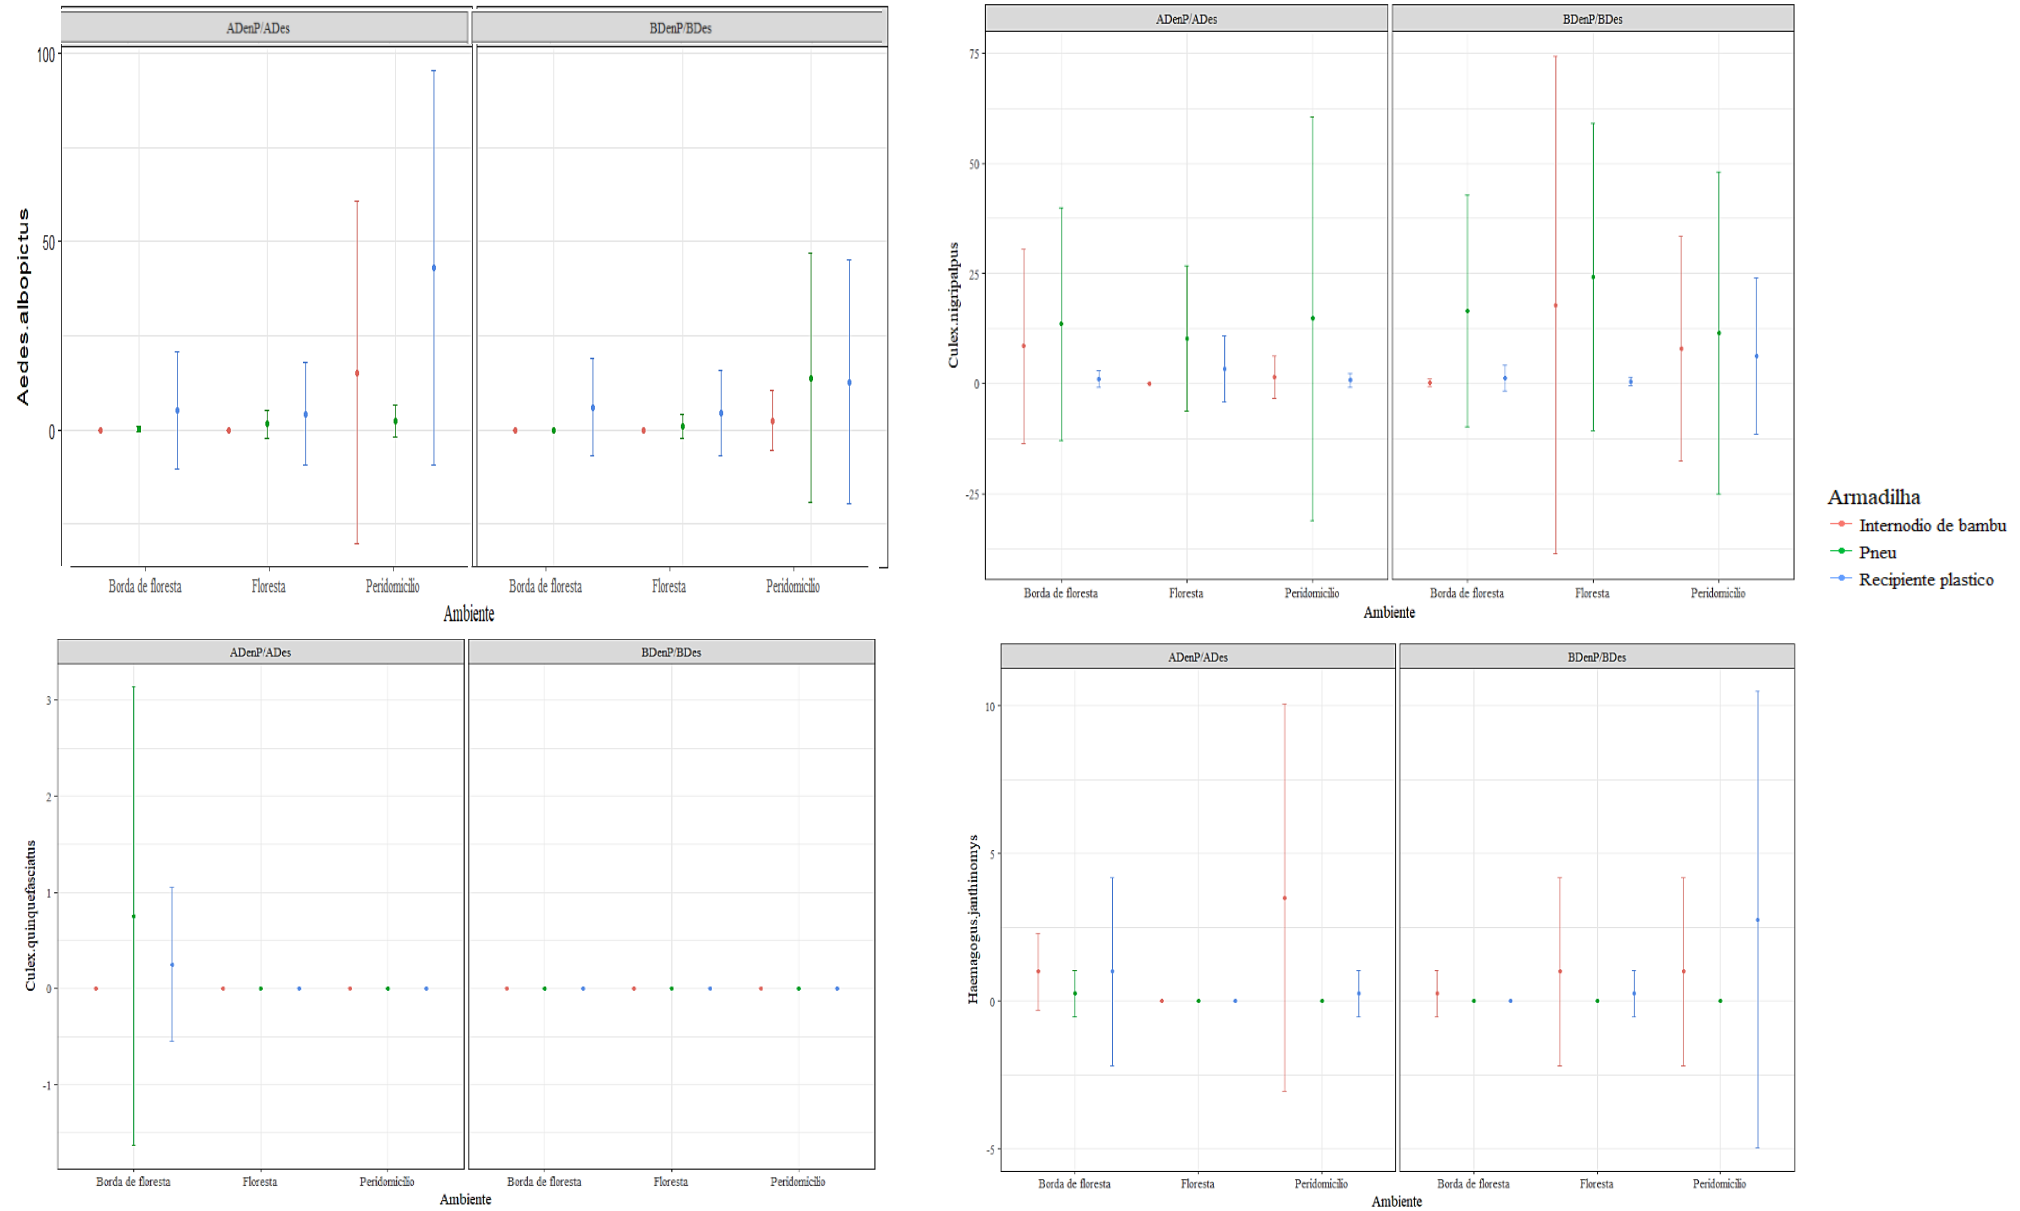 ADenP/ADes
BDenP/BDes
100
50
0
Aedes.albopictus
Borda de floresta
Floresta
Peridomicilio
Borda de floresta
Floresta
Peridomicilio
Ambiente
ADenP/ADes
BDenP/BDes
75
50
25
0
-25
Culex.nigripalpus
Borda de floresta
Floresta
Peridomicilio
Borda de floresta
Floresta
Peridomicilio
Ambiente
Armadilha
Internodio de bambu
Pneu
Recipiente plastico
ADenP/ADes
BDenP/BDes
3
2
1
0
-1
Culex.quinquefasciatus
Borda de floresta
Floresta
Peridomicilio
Borda de floresta
Floresta
Peridomicilio
Ambiente
ADenP/ADes
BDenP/BDes
10
5
0
-5
Haemagogus.janthinomys
Borda de floresta
Floresta
Peridomicilio
Borda de floresta
Floresta
Peridomicilio
Ambiente